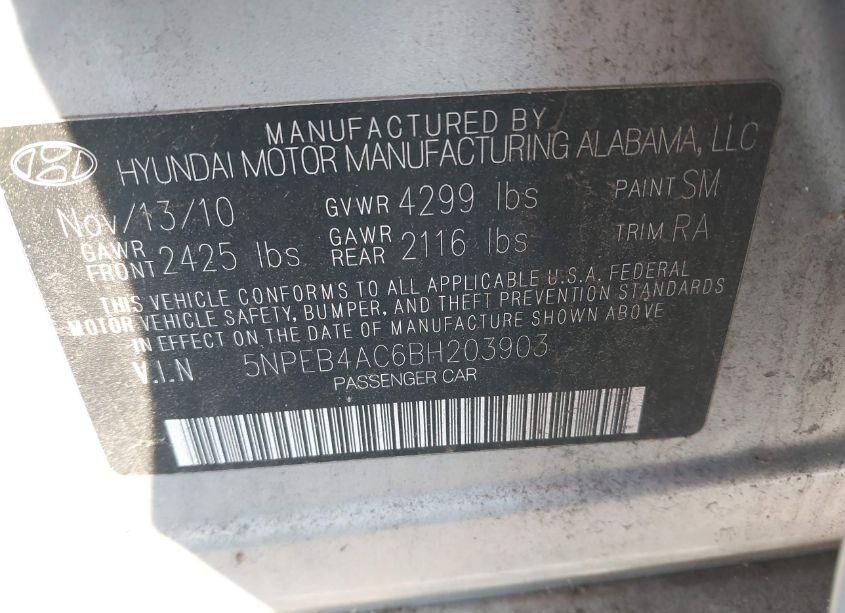 MANUFACTURED BY
HYUNDAI MOTOR MANUFACTURING ALABAMA, LLC
Nov/13/10 GVWR 4299 lbs PAINT SM
GAWR FRONT 2425 lbs GAWR REAR 2116 lbs TRIM RA
THIS VEHICLE CONFORMS TO ALL APPLICABLE U.S.A. FEDERAL
MOTOR VEHICLE SAFETY, BUMPER, AND THEFT PREVENTION STANDARDS
IN EFFECT ON THE DATE OF MANUFACTURE SHOWN ABOVE
V.I.N 5NPEB4AC6BH203903
PASSENGER CAR